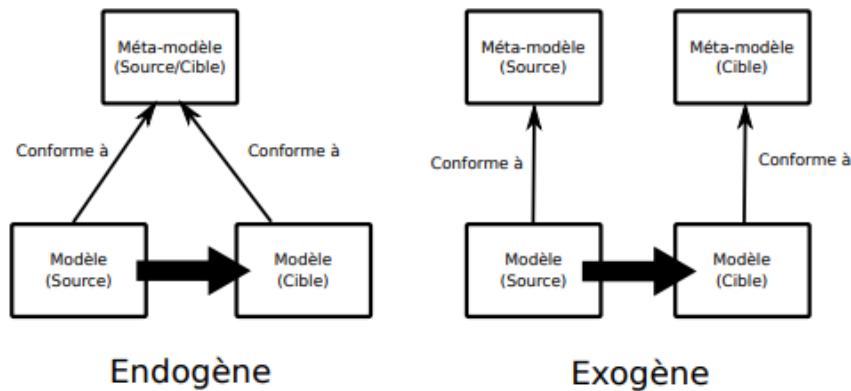 Méta-modèle
(Source/Cible)
Conforme à
Conforme à
Modèle
(Source)
Modèle
(Cible)
Endogène
Méta-modèle
(Source)
Méta-modèle
(Cible)
Conforme à
Conforme à
Modèle
(Source)
Modèle
(Cible)
Exogène